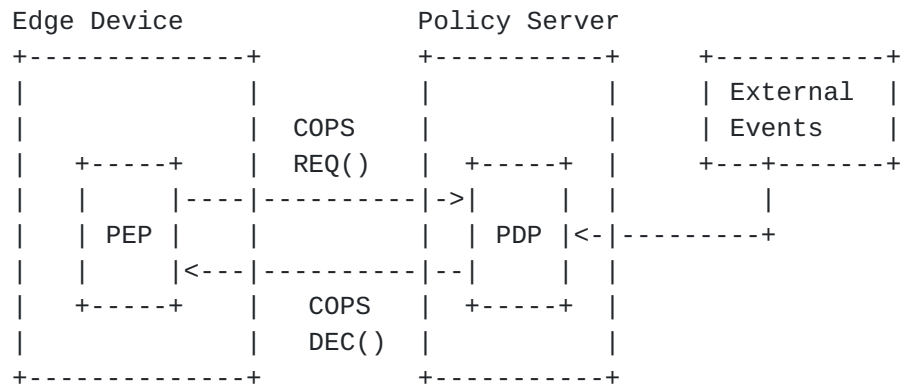 Edge Device Policy Server
+--------------+ +-----------+ +-----------+
| | | | | External |
| | COPS | | | Events |
| +-----+ | REQ() | +-----+ | +---+-------+
| | |----|----------|->| | | |
| | PEP | | | | PDP |<-|---------+
| | |<---|----------|--| | |
| +-----+ | COPS | +-----+ |
| | DEC() | |
+--------------+ +-----------+